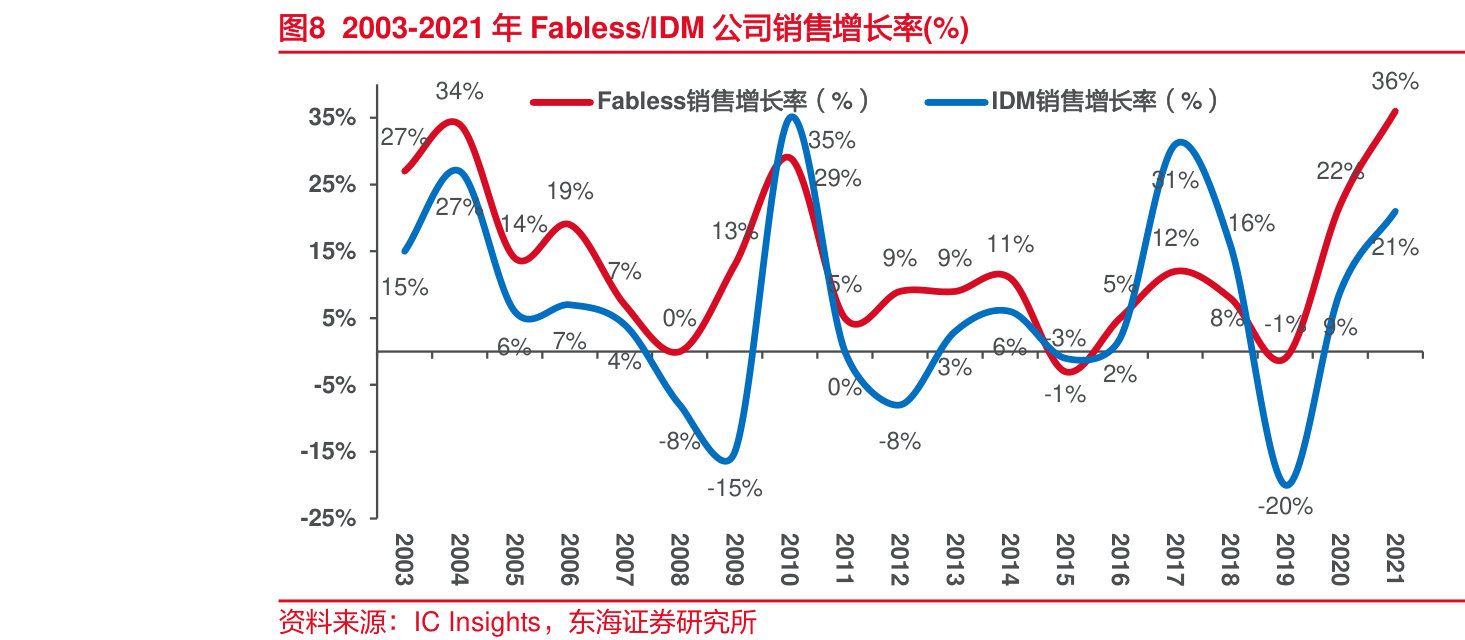 图8 2003-2021 年 Fabless/IDM 公司销售增长率(%)
Fabless销售增长率（%） IDM销售增长率（%）
35%
25%
15%
5%
-5%
-15%
-25%
27% 34% 14% 19% 7% 0% 13% 29% 5% 9% 9% 11% -3% 5% 12% 8% -1% 22% 36%
15% 27% 6% 7% 4% -8% -15% 35% 0% -8% 3% 6% -1% 2% 31% 16% -20% 9% 21%
2003 2004 2005 2006 2007 2008 2009 2010 2011 2012 2013 2014 2015 2016 2017 2018 2019 2020 2021
资料来源：IC Insights，东海证券研究所